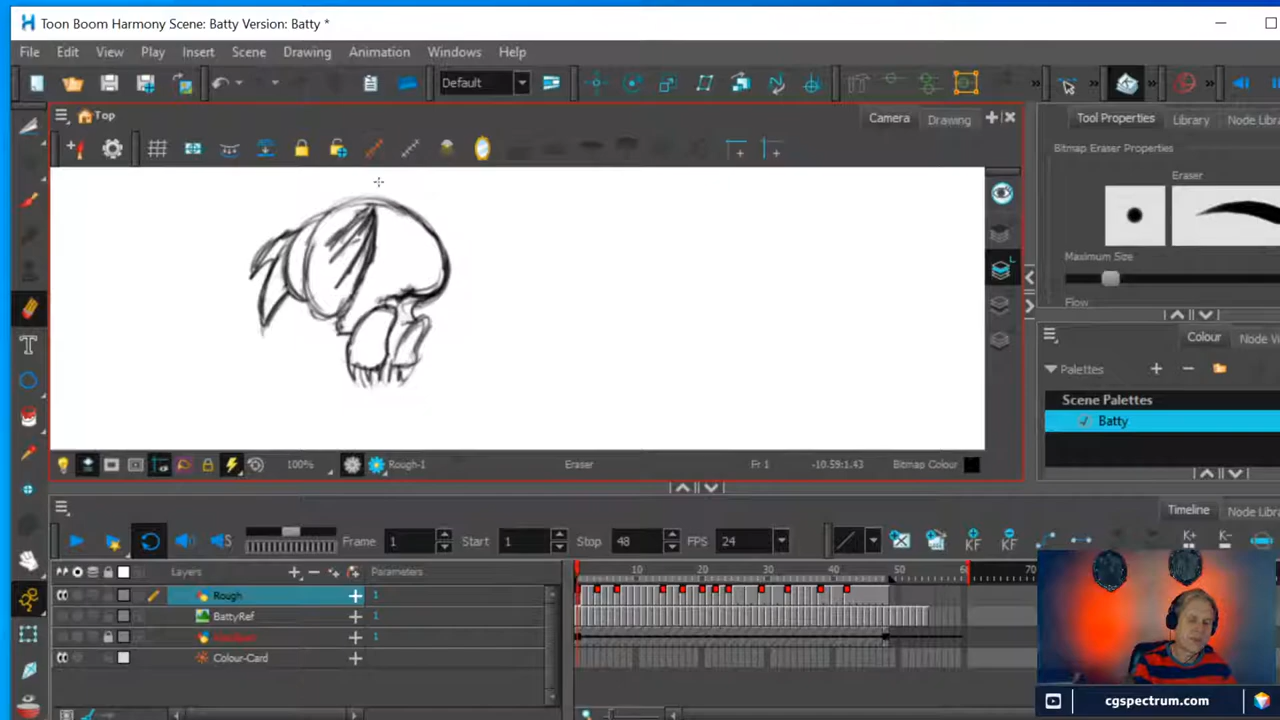 Toon Boom Harmony Scene: Batty Version: Batty *
File Edit View Play Insert Scene Drawing Animation Windows Help
Default
Top
Camera Drawing
Tool Properties Library Node Lib
Bitmap Eraser Properties
Eraser
Maximum Size
Flow
Colour Node Vi
Palettes
Scene Palettes
Batty
100% Rough-1 Eraser Fr 1 -10.59:1.43 Bitmap Colour
Timeline Node Libra
Frame 1 Start 1 Stop 48 FPS 24
K+ K-
Layers Parameters
10 20 30 40 50 60 70
Rough 1
BattyRef 1
1
Colour-Card
cgspectrum.com